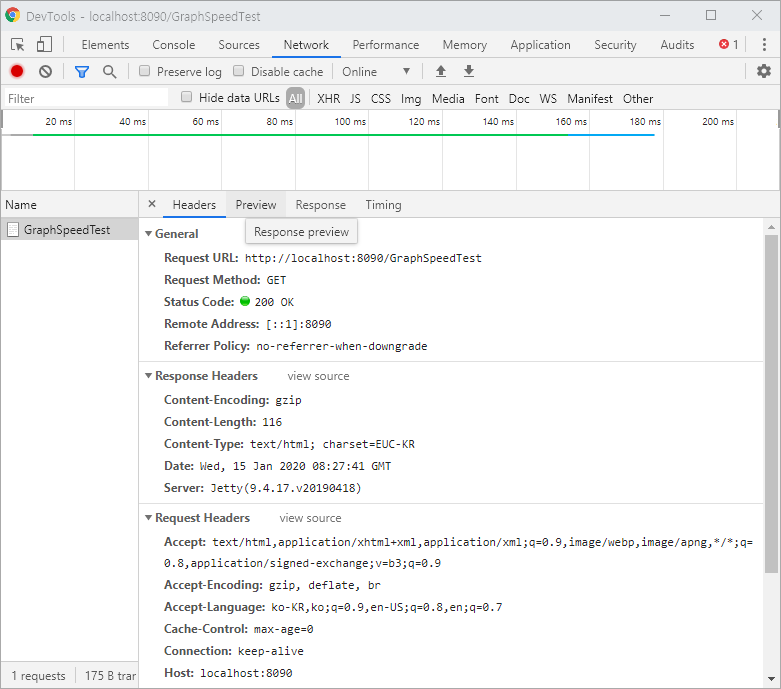 DevTools - localhost:8090/GraphSpeedTest
Elements Console Sources Network Performance Memory Application Security Audits 1
Preserve log Disable cache Online
Filter Hide data URLs All XHR JS CSS Img Media Font Doc WS Manifest Other
20 ms 40 ms 60 ms 80 ms 100 ms 120 ms 140 ms 160 ms 180 ms 200 ms
Name Headers Preview Response Timing
GraphSpeedTest
Response preview
General
Request URL: http://localhost:8090/GraphSpeedTest
Request Method: GET
Status Code: 200 OK
Remote Address: [::1]:8090
Referrer Policy: no-referrer-when-downgrade
Response Headers view source
Content-Encoding: gzip
Content-Length: 116
Content-Type: text/html; charset=EUC-KR
Date: Wed, 15 Jan 2020 08:27:41 GMT
Server: Jetty(9.4.17.v20190418)
Request Headers view source
Accept: text/html,application/xhtml+xml,application/xml;q=0.9,image/webp,image/apng,*/*;q=
0.8,application/signed-exchange;v=b3;q=0.9
Accept-Encoding: gzip, deflate, br
Accept-Language: ko-KR,ko;q=0.9,en-US;q=0.8,en;q=0.7
Cache-Control: max-age=0
Connection: keep-alive
Host: localhost:8090
1 requests 175 B trar